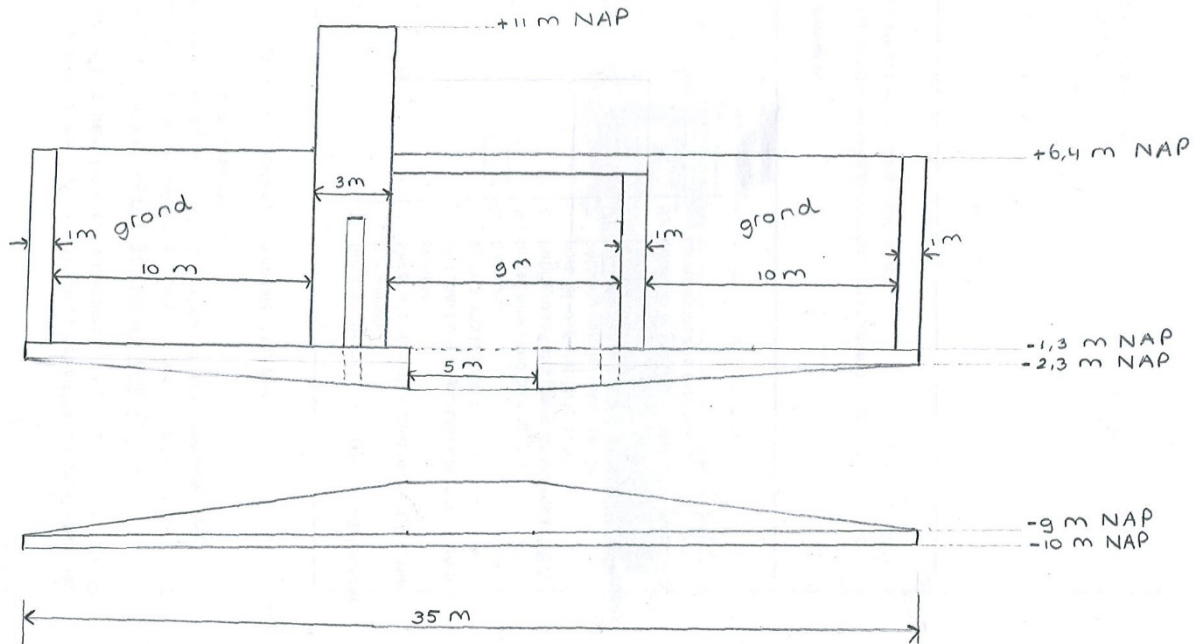 +11 m NAP
+6,4 m NAP
3m
grond
1m
10 m
9m
1m
grond
10 m
1m
-1,3 m NAP
-2,3 m NAP
5 m
-9 m NAP
-10 m NAP
35 m